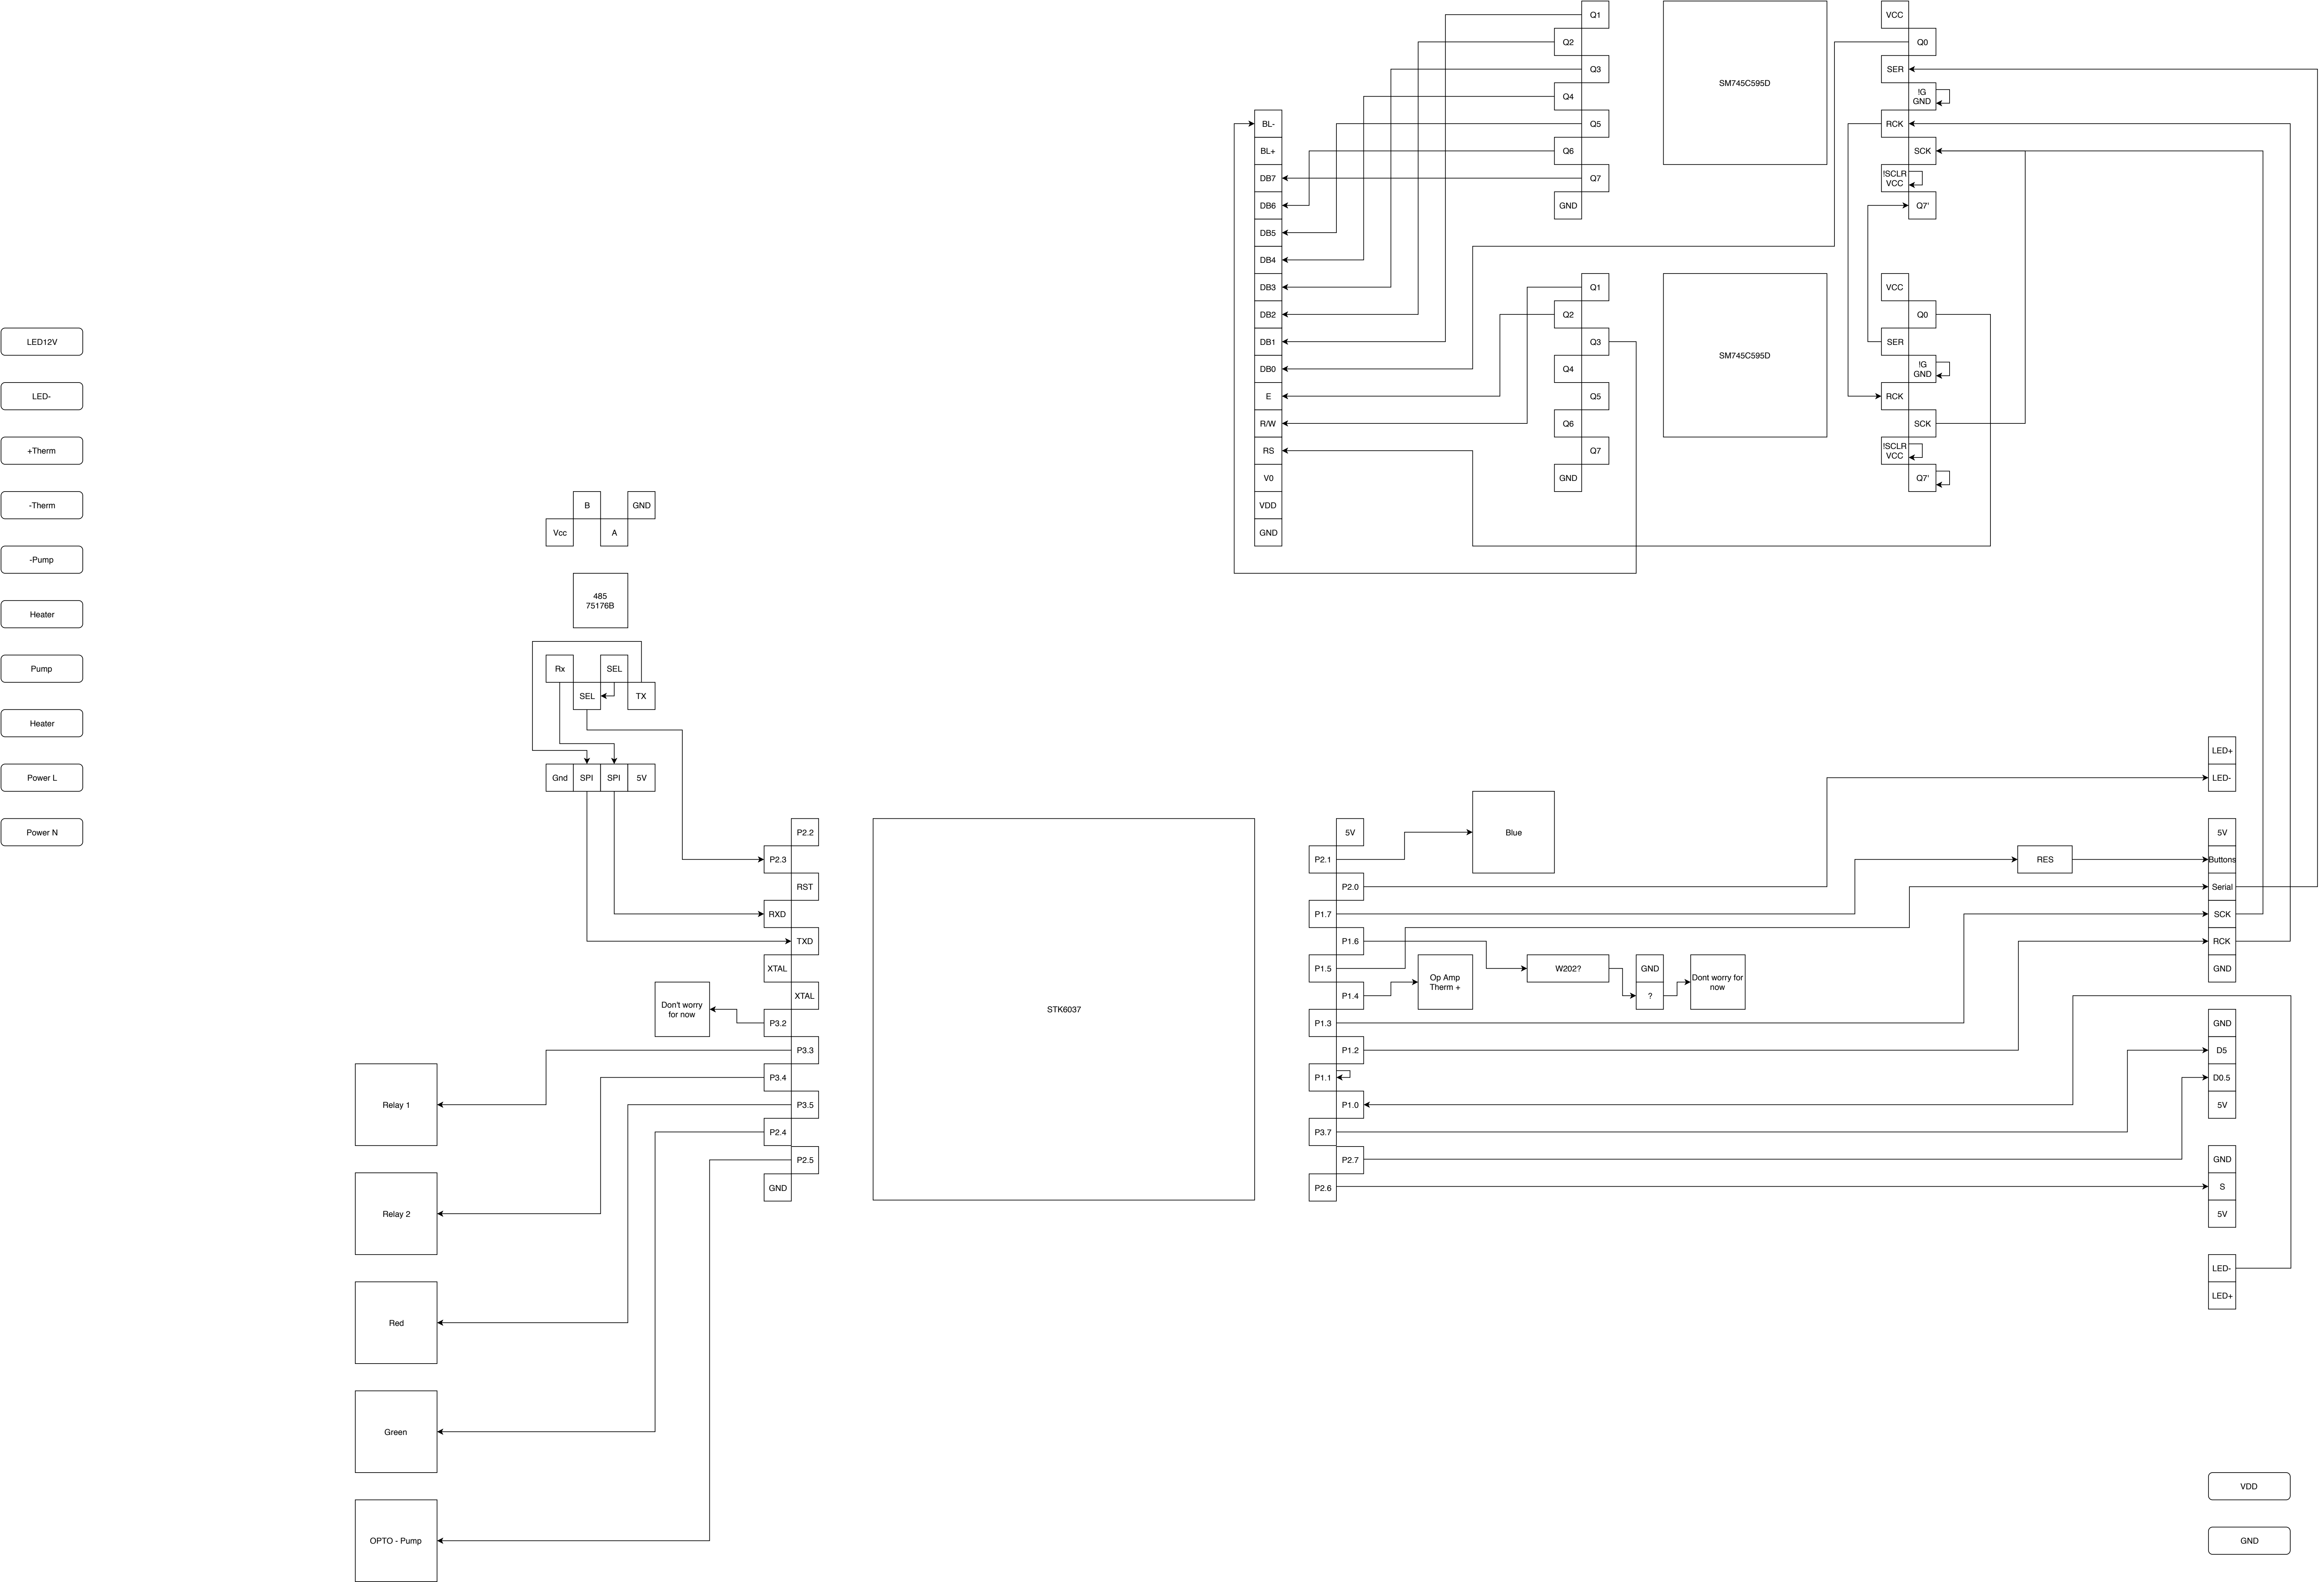 Q1
VCC
Q2
SM745C595D
Q0
Q3
SER
Q4
!G
GND
BL-
Q5
RCK
BL+
Q6
SCK
DB7
Q7
!SCLR
VCC
DB6
GND
Q7'
DB5
DB4
DB3
Q1
VCC
DB2
Q2
Q0
LED12V
DB1
Q3
SM745C595D
SER
DB0
Q4
!G
GND
LED-
E
Q5
RCK
R/W
Q6
SCK
+Therm
RS
Q7
!SCLR
VCC
V0
GND
Q7'
-Therm
B
GND
VDD
Vcc
A
GND
-Pump
485
75176B
Heater
Pump
Rx
SEL
SEL
TX
Heater
LED+
Power L
Gnd
SPI
SPI
5V
LED-
Power N
P2.2
5V
Blue
5V
P2.3
P2.1
RES
Buttons
RST
P2.0
Serial
RXD
P1.7
SCK
TXD
P1.6
RCK
XTAL
P1.5
W202?
GND
GND
Op Amp
Therm +
Dont worry for
now
XTAL
P1.4
?
Don't worry
for now
STK6037
P3.2
P1.3
GND
P3.3
P1.2
D5
P3.4
P1.1
D0.5
Relay 1
P3.5
P1.0
5V
P2.4
P3.7
P2.5
P2.7
GND
GND
P2.6
S
Relay 2
5V
LED-
LED+
Red
Green
VDD
OPTO - Pump
GND